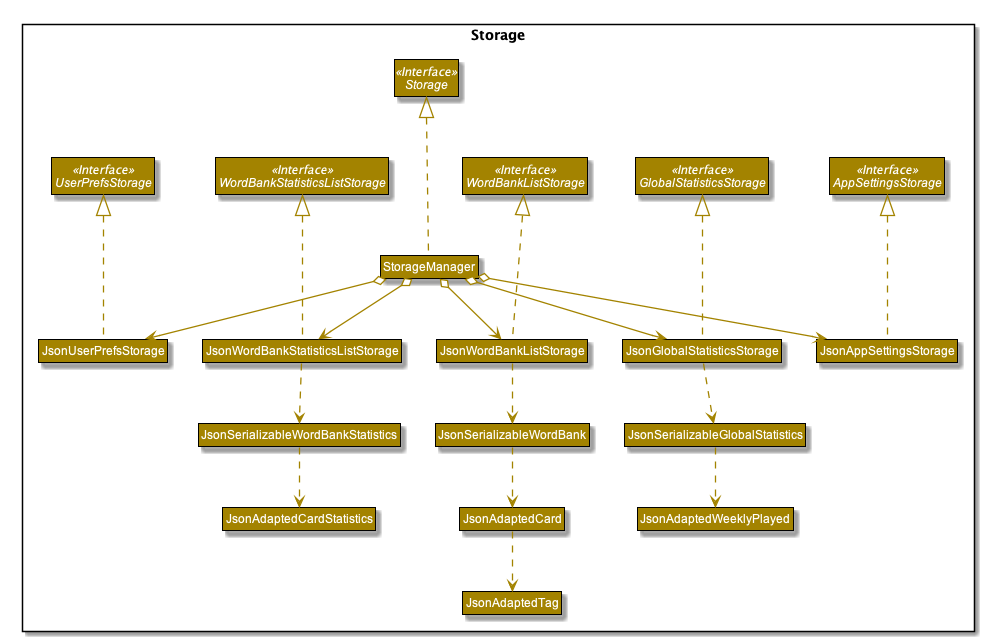 Storage
«Interface»
Storage
«Interface»
UserPrefsStorage
«Interface»
WordBankStatisticsListStorage
«Interface»
WordBankListStorage
«Interface»
GlobalStatisticsStorage
«Interface»
AppSettingsStorage
StorageManager
JsonUserPrefsStorage
JsonWordBankStatisticsListStorage
JsonWordBankListStorage
JsonGlobalStatisticsStorage
JsonAppSettingsStorage
JsonSerializableWordBankStatistics
JsonSerializableWordBank
JsonSerializableGlobalStatistics
JsonAdaptedCardStatistics
JsonAdaptedCard
JsonAdaptedWeeklyPlayed
JsonAdaptedTag